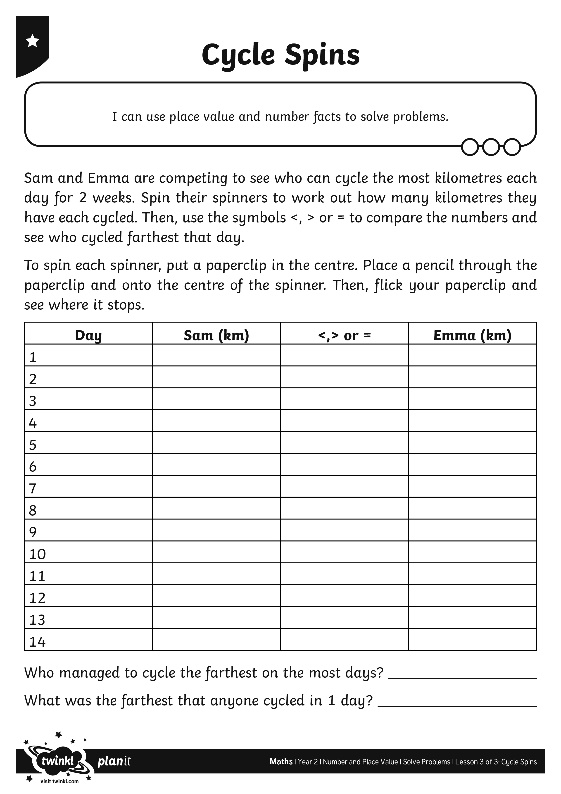 Cycle Spins
I can use place value and number facts to solve problems.
Sam and Emma are competing to see who can cycle the most kilometres each
day for 2 weeks. Spin their spinners to work out how many kilometres they
have each cycled. Then, use the symbols <, > or = to compare the numbers and
see who cycled farthest that day.
To spin each spinner, put a paperclip in the centre. Place a pencil through the
paperclip and onto the centre of the spinner. Then, flick your paperclip and
see where it stops.
Day Sam (km) <,> or = Emma (km)
1
2
3
4
5
6
7
8
9
10
11
12
13
14
Who managed to cycle the farthest on the most days?
What was the farthest that anyone cycled in 1 day?
twinkl planit
visit twinkl.com
Maths | Year 2 | Number and Place Value | Solve Problems | Lesson 3 of 3: Cycle Spins